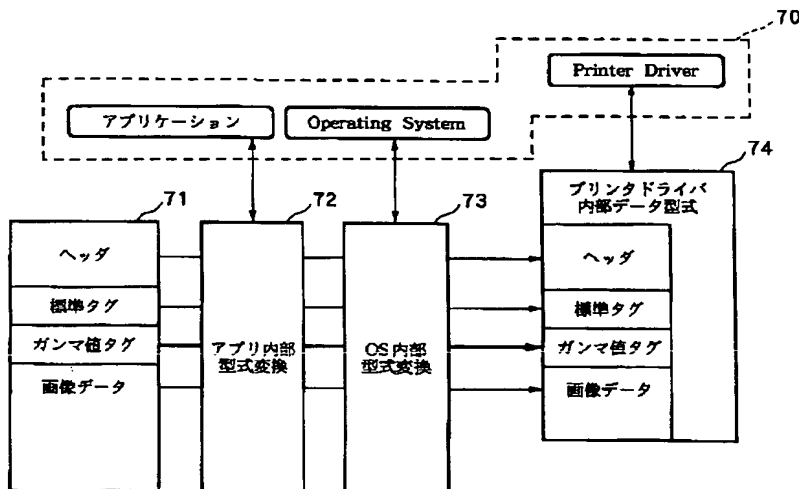 70
Printer Driver
アプリケーション
Operating System
74
プリンタドライバ
内部データ型式
71
72
73
ヘッダ
標準タグ
ガンマ値タグ
画像データ
アプリ内部
型式変換
OS内部
型式変換
ヘッダ
標準タグ
ガンマ値タグ
画像データ